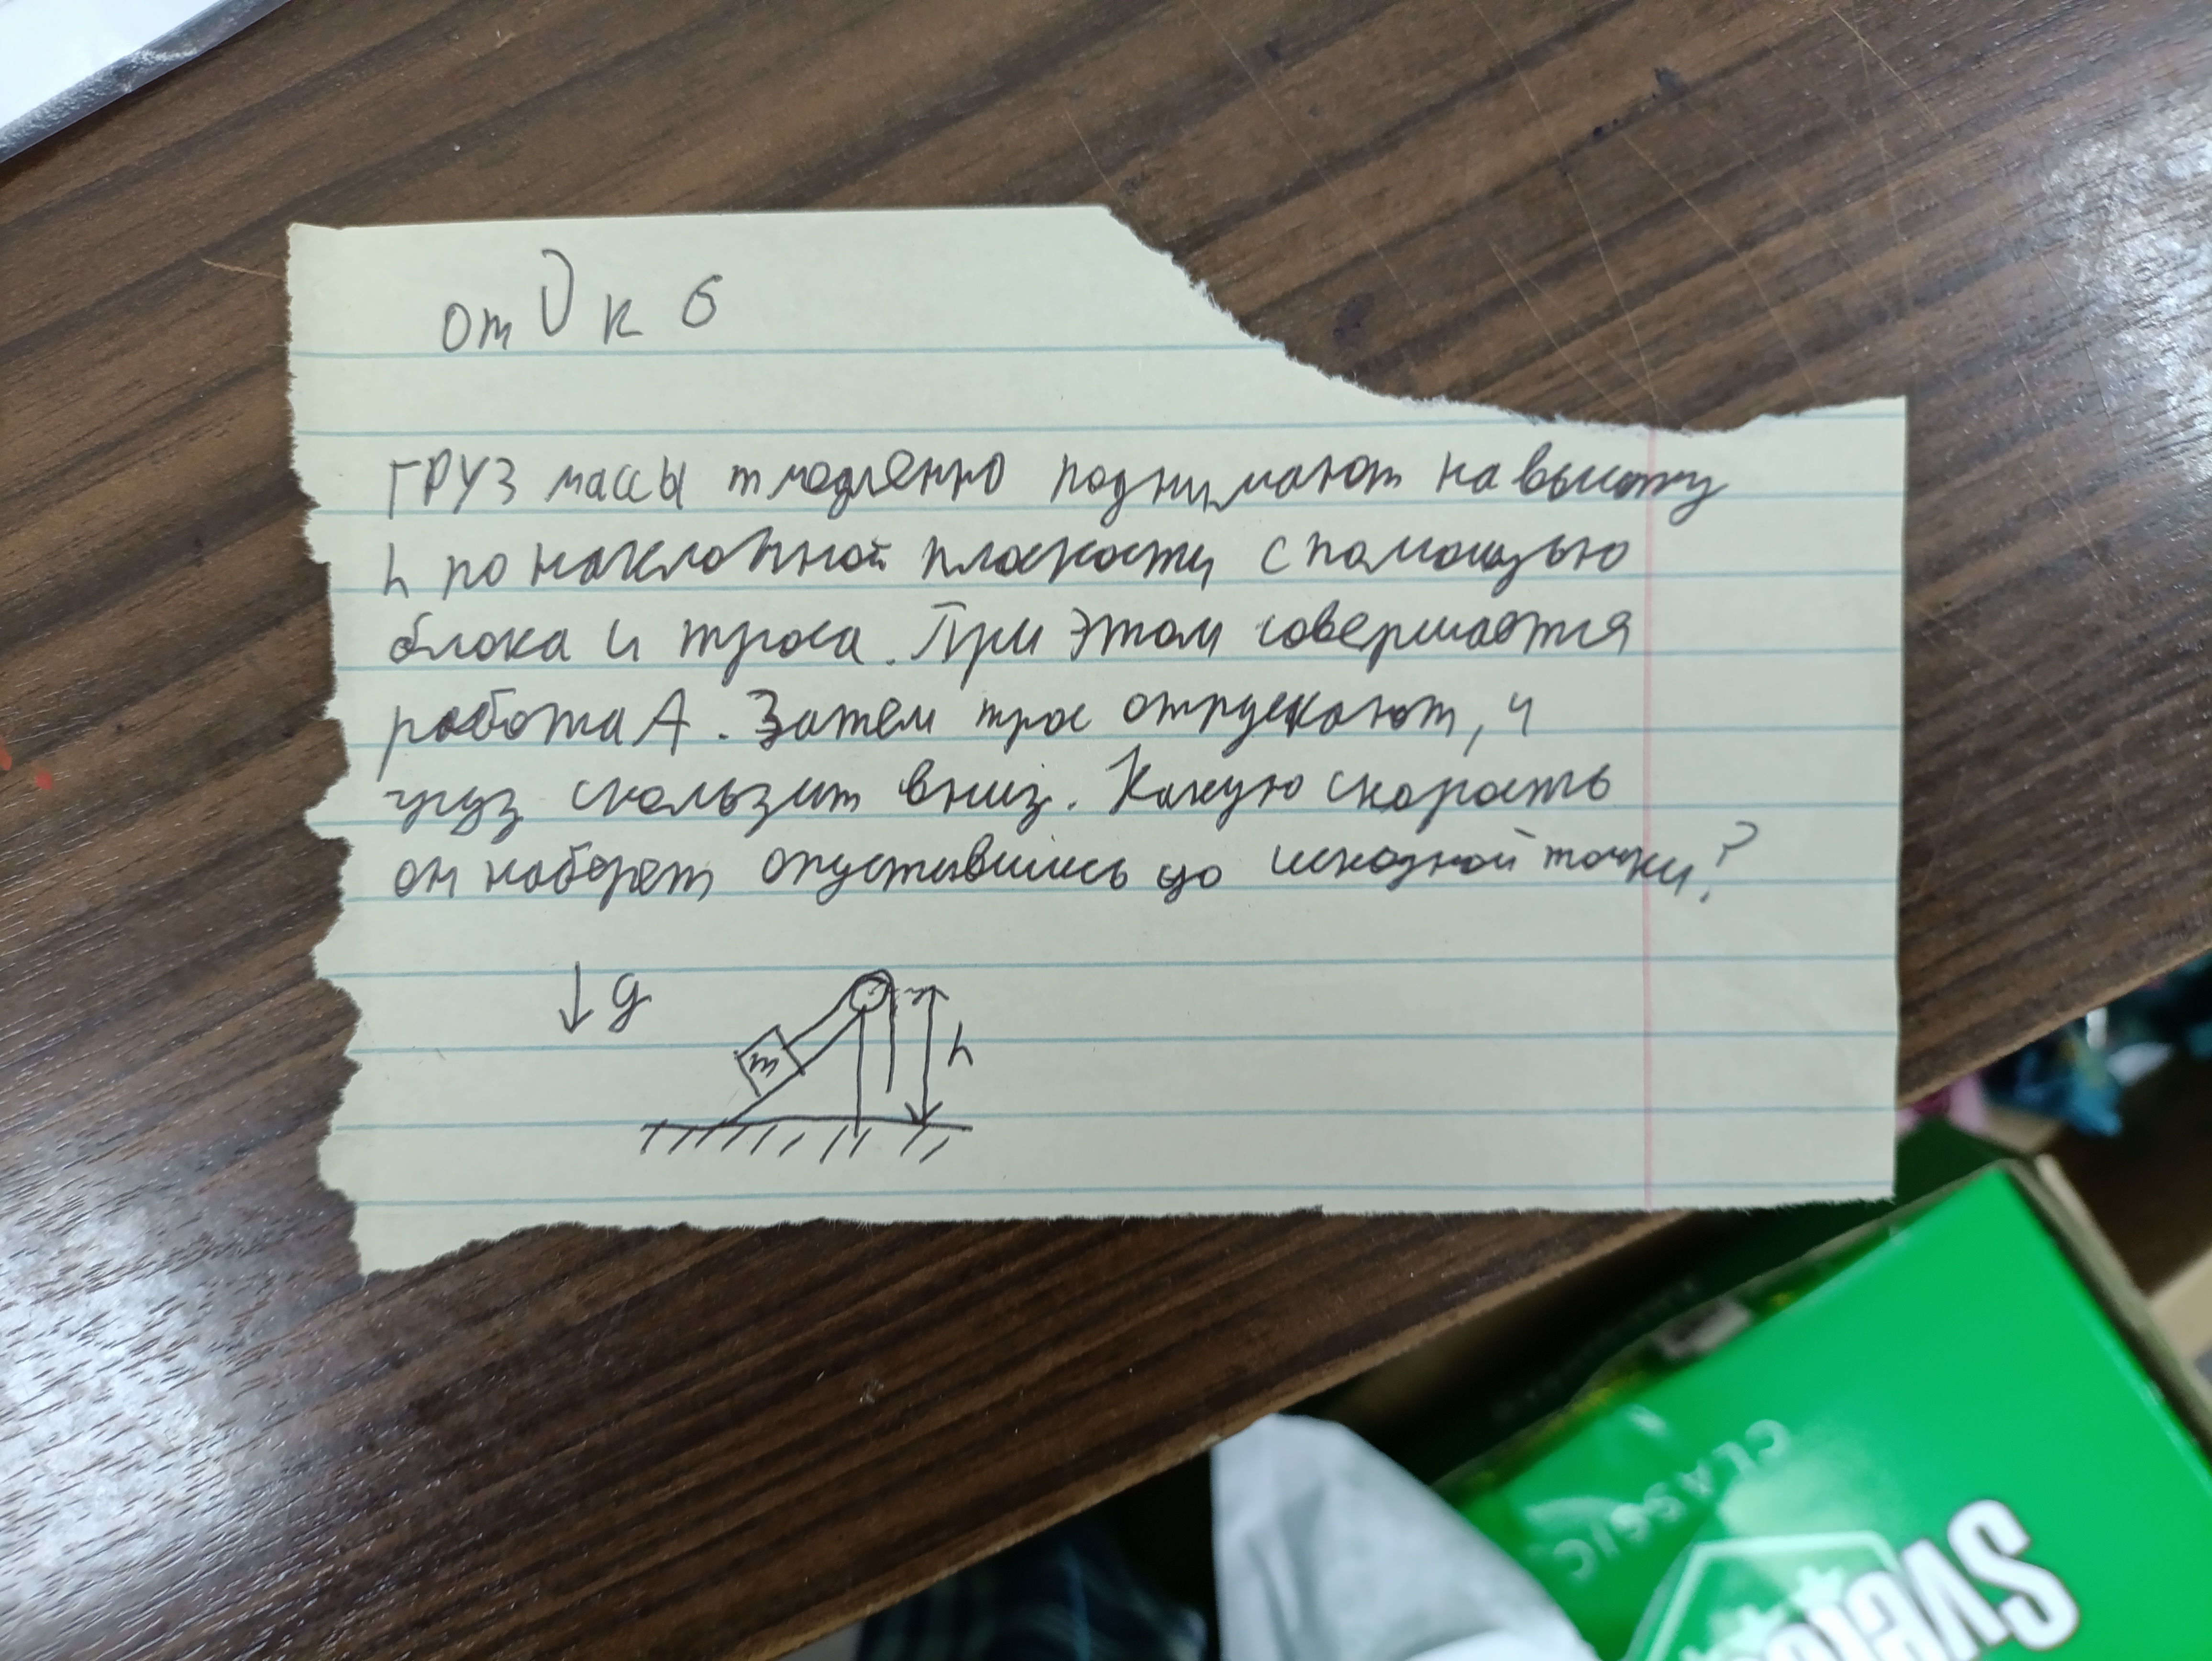 от V к 6
ГРУЗ массы m медленно поднимают на высоту
h по наклонной плоскости с помощью
блока и троса. При этом совершается
работа А. Затем трос отпускают, и
груз скользит вниз. Какую скорость
он наберет опустившись до исходной точки?
g
m
h
CLASSIC